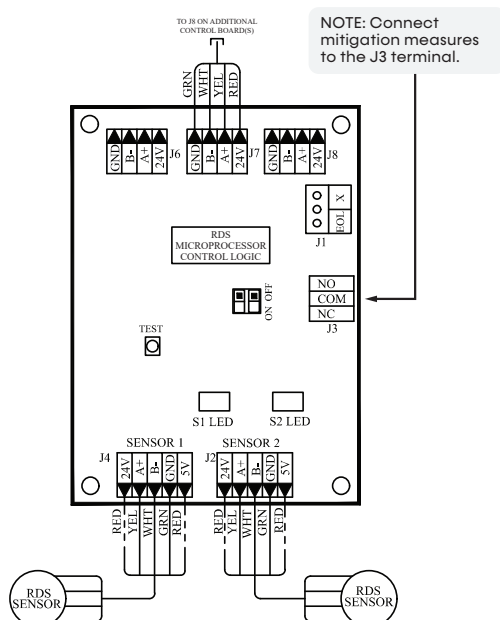 TO J8 ON ADDITIONAL
CONTROL BOARD(S)
NOTE: Connect
mitigation measures
to the J3 terminal.
GRN
WHT
YEL
RED
GND
B-
A+
24V
J6
GND
B-
A+
24V
J7
GND
B-
A+
24V
J8
X
EOL
J1
RDS
MICROPROCESSOR
CONTROL LOGIC
ON OFF
NO
COM
NC
J3
TEST
S1 LED
S2 LED
SENSOR 1
SENSOR 2
J4
24V
A+
B-
GND
5V
J2
24V
A+
B-
GND
5V
RED
YEL
WHT
GRN
RED
RED
YEL
WHT
GRN
RED
RDS
SENSOR
RDS
SENSOR